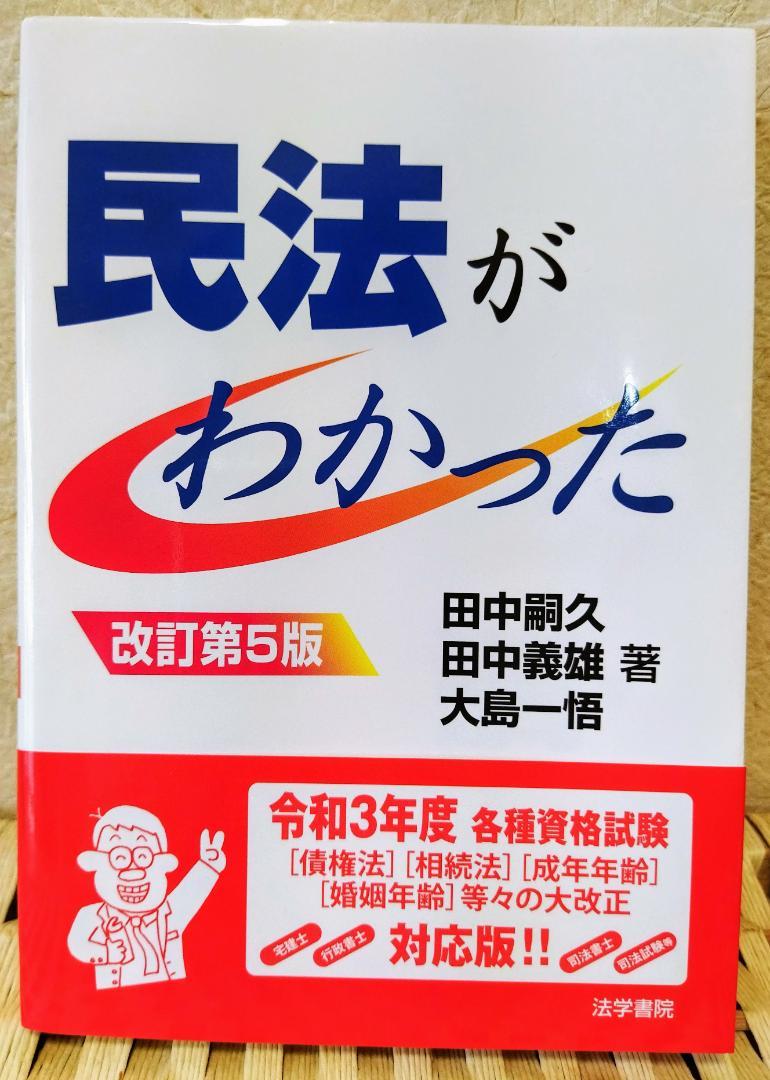 民法が
わかった
改訂第5版
田中嗣久
田中義雄 著
大島一悟
令和3年度 各種資格試験
[債権法][相続法][成年年齢]
[婚姻年齢]等々の大改正
宅建士 行政書士 対応版!! 司法書士 司法試験等
法学書院